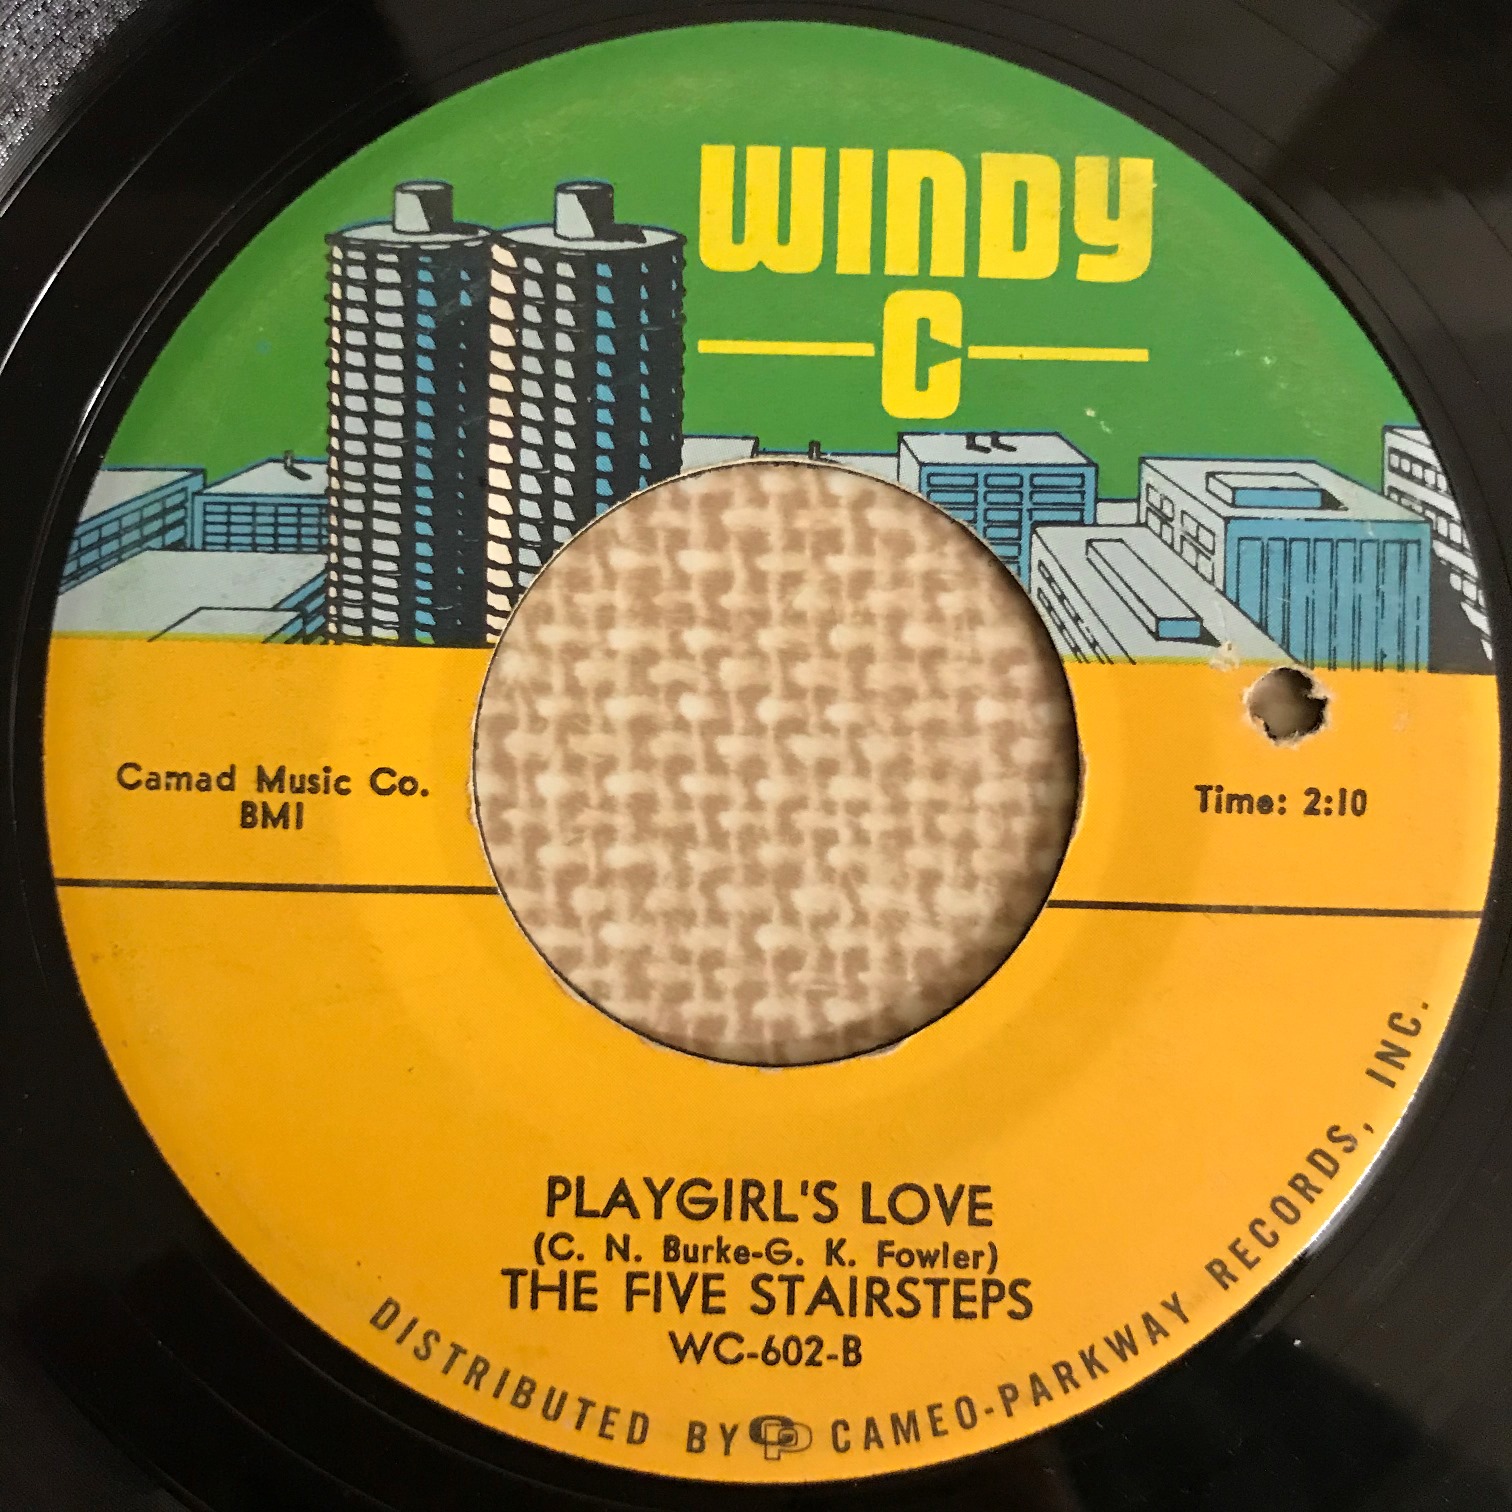 WINDY
C
Camad Music Co.
BMI
Time: 2:10
PLAYGIRL'S LOVE
(C. N. Burke-G. K. Fowler)
THE FIVE STAIRSTEPS
WC-602-B
DISTRIBUTED BY CP CAMEO-PARKWAY RECORDS, INC.